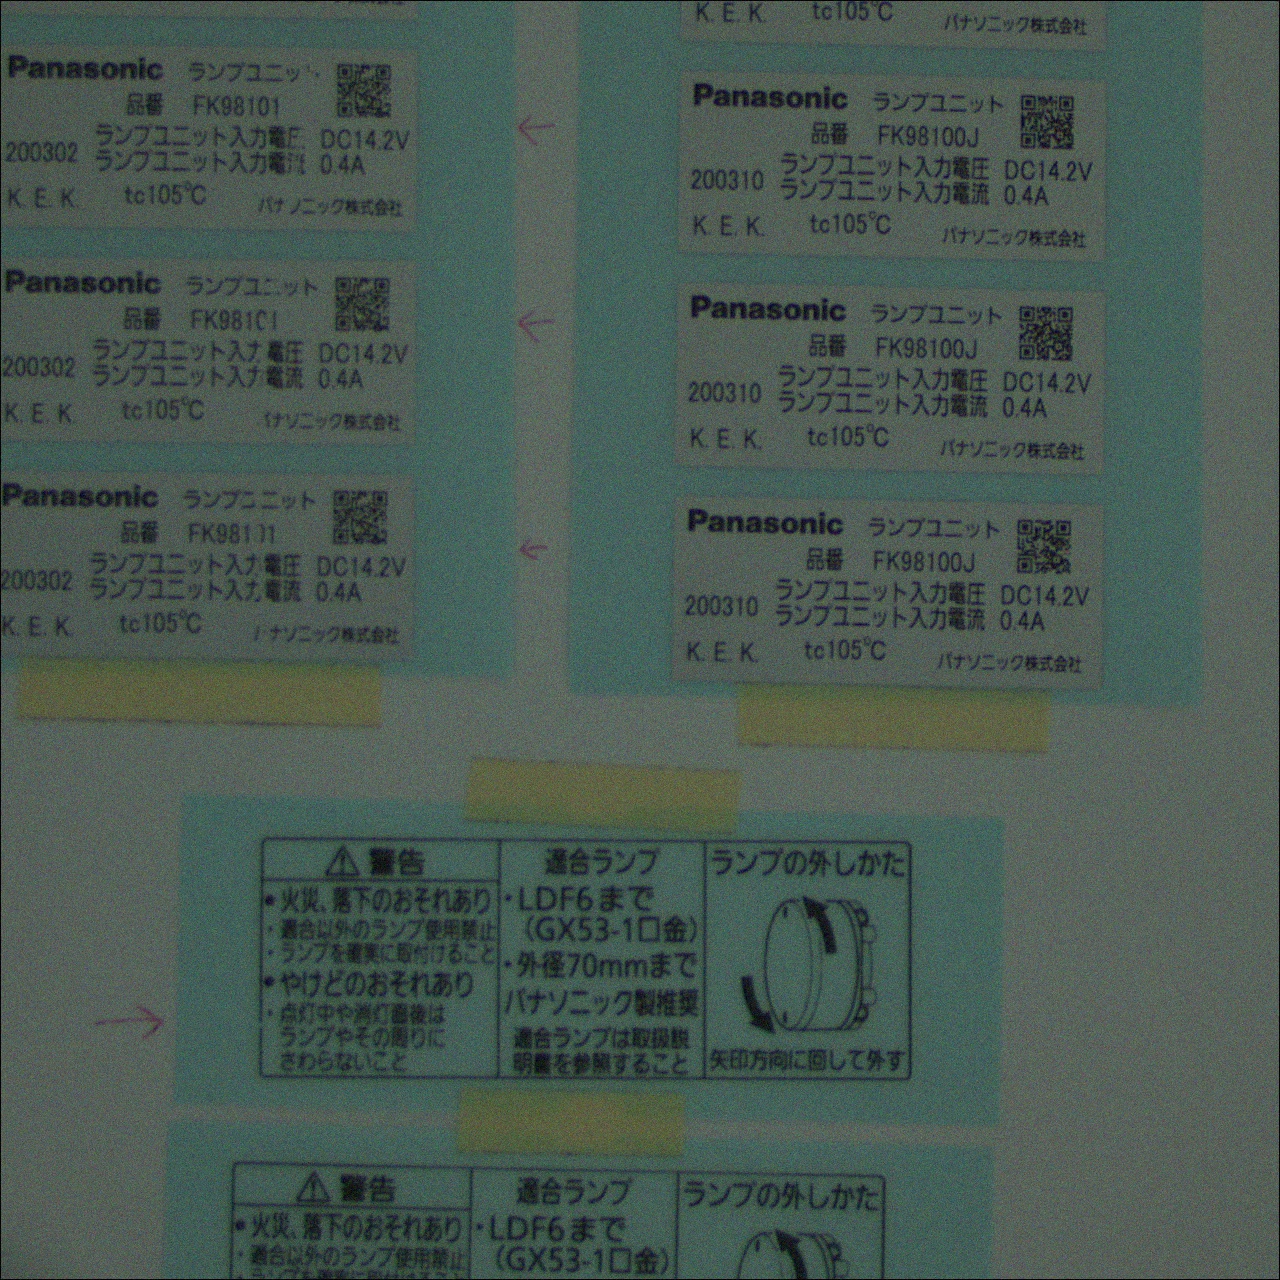 Panasonic ランプユニッ
品番 FK98101
200302 ランプユニット入力電圧 DC14.2V
ランプユニット入力電流 0.4A
K. E. K. tc105℃ パナソニック株式会社
Panasonic ランプユニット
品番 FK98101
200302 ランプユニット入力電圧 DC14.2V
ランプユニット入力電流 0.4A
K. E. K. tc105℃ パナソニック株式会社
Panasonic ランプユニット
品番 FK98101
200302 ランプユニット入力電圧 DC14.2V
ランプユニット入力電流 0.4A
K. E. K. tc105℃ パナソニック株式会社
K. E. K. tc105℃ パナソニック株式会社
Panasonic ランプユニット
品番 FK98100J
200310 ランプユニット入力電圧 DC14.2V
ランプユニット入力電流 0.4A
K. E. K. tc105℃ パナソニック株式会社
Panasonic ランプユニット
品番 FK98100J
200310 ランプユニット入力電圧 DC14.2V
ランプユニット入力電流 0.4A
K. E. K. tc105℃ パナソニック株式会社
Panasonic ランプユニット
品番 FK98100J
200310 ランプユニット入力電圧 DC14.2V
ランプユニット入力電流 0.4A
K. E. K. tc105℃ パナソニック株式会社
⚠警告
•火災、落下のおそれあり
・適合以外のランプ使用禁止
・ランプを確実に取付けること
•やけどのおそれあり
・点灯中や消灯直後は
ランプやその周りに
さわらないこと
適合ランプ
・LDF6まで
(GX53-1口金)
・外径70mmまで
パナソニック製推奨
適合ランプは取扱説
明書を参照すること
ランプの外しかた
矢印方向に回して外す
⚠警告
•火災、落下のおそれあり
・適合以外のランプ使用禁止
・ランプを確実に取付けること
適合ランプ
・LDF6まで
(GX53-1口金)
ランプの外しかた